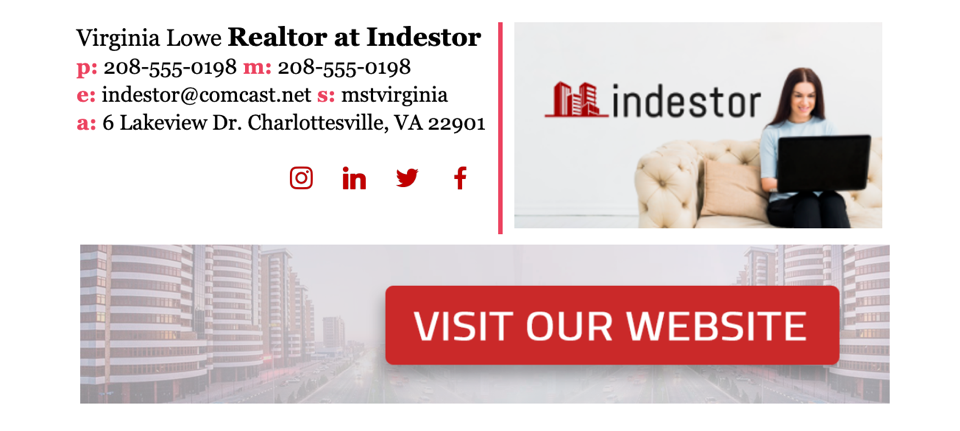 Virginia Lowe Realtor at Indestor
p: 208-555-0198 m: 208-555-0198
e: indestor@comcast.net s: mstvirginia
a: 6 Lakeview Dr. Charlottesville, VA 22901
indestor
VISIT OUR WEBSITE